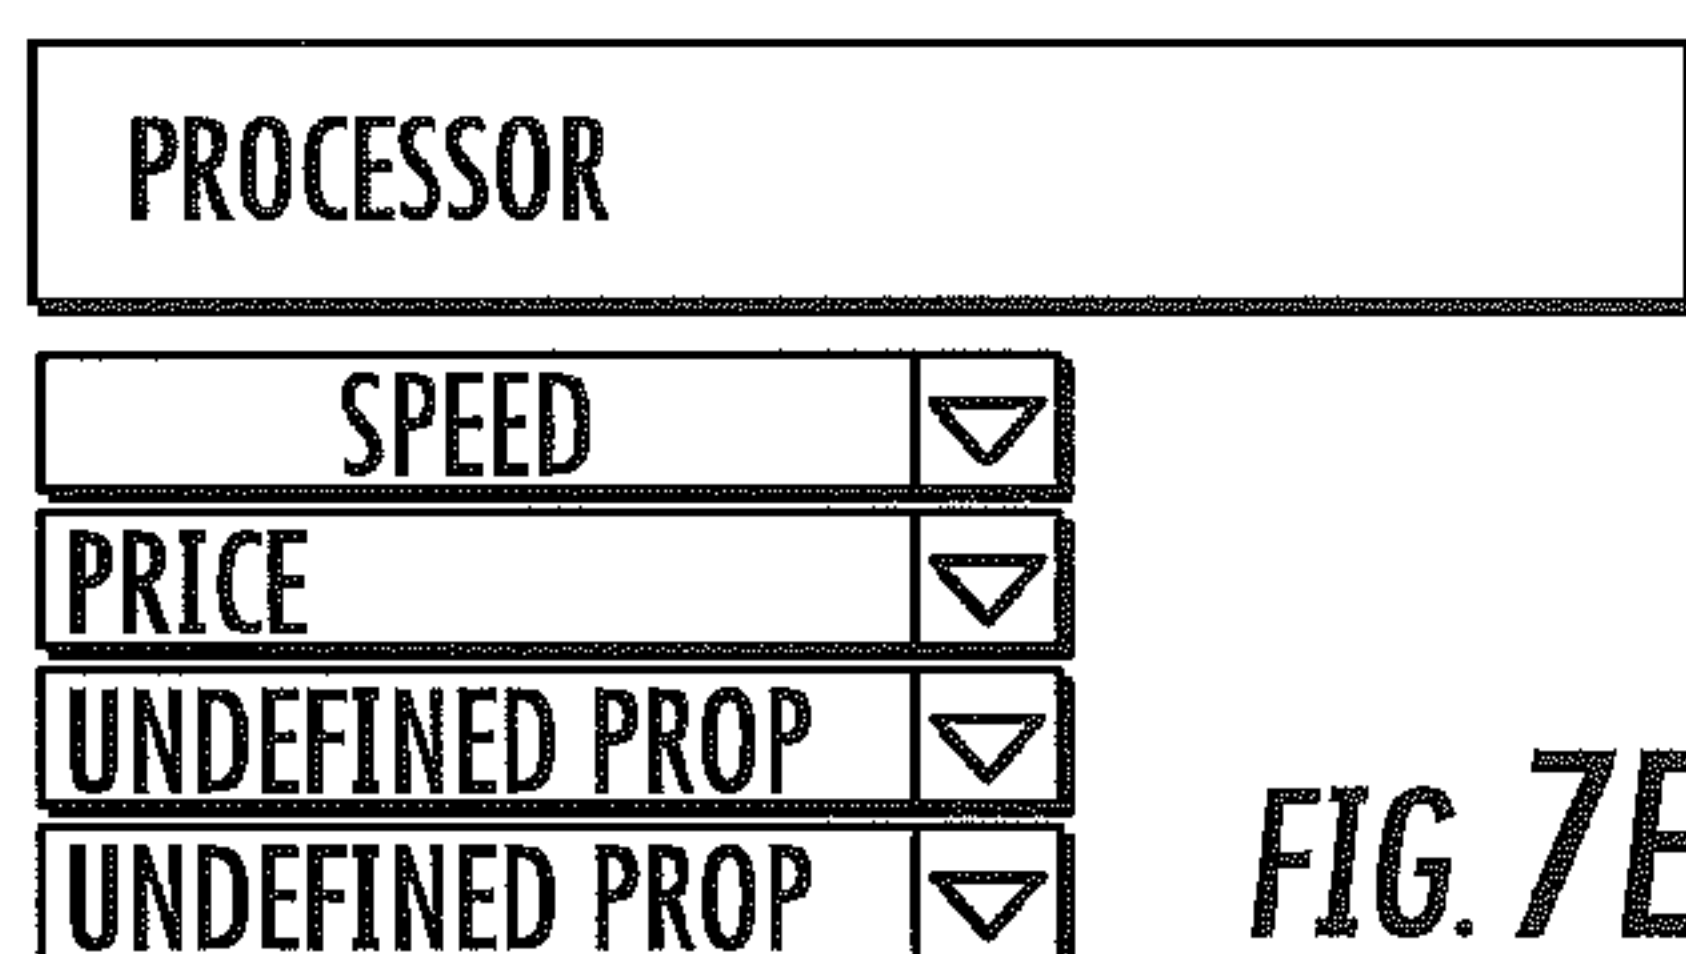 PROCESSOR
SPEED
PRICE
UNDEFINED PROP
UNDEFINED PROP
FIG. 7E